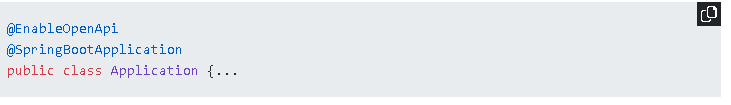 @EnableOpenApi
@SpringBootApplication
public class Application {...